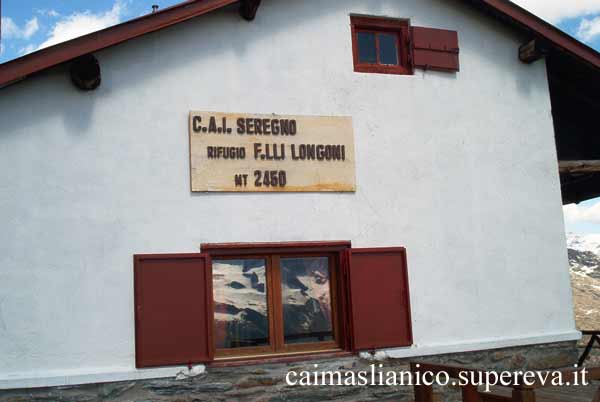 C.A.I. SEREGNO
RIFUGIO F.LLI LONGONI
MT 2450
caimaslianico.supereva.it